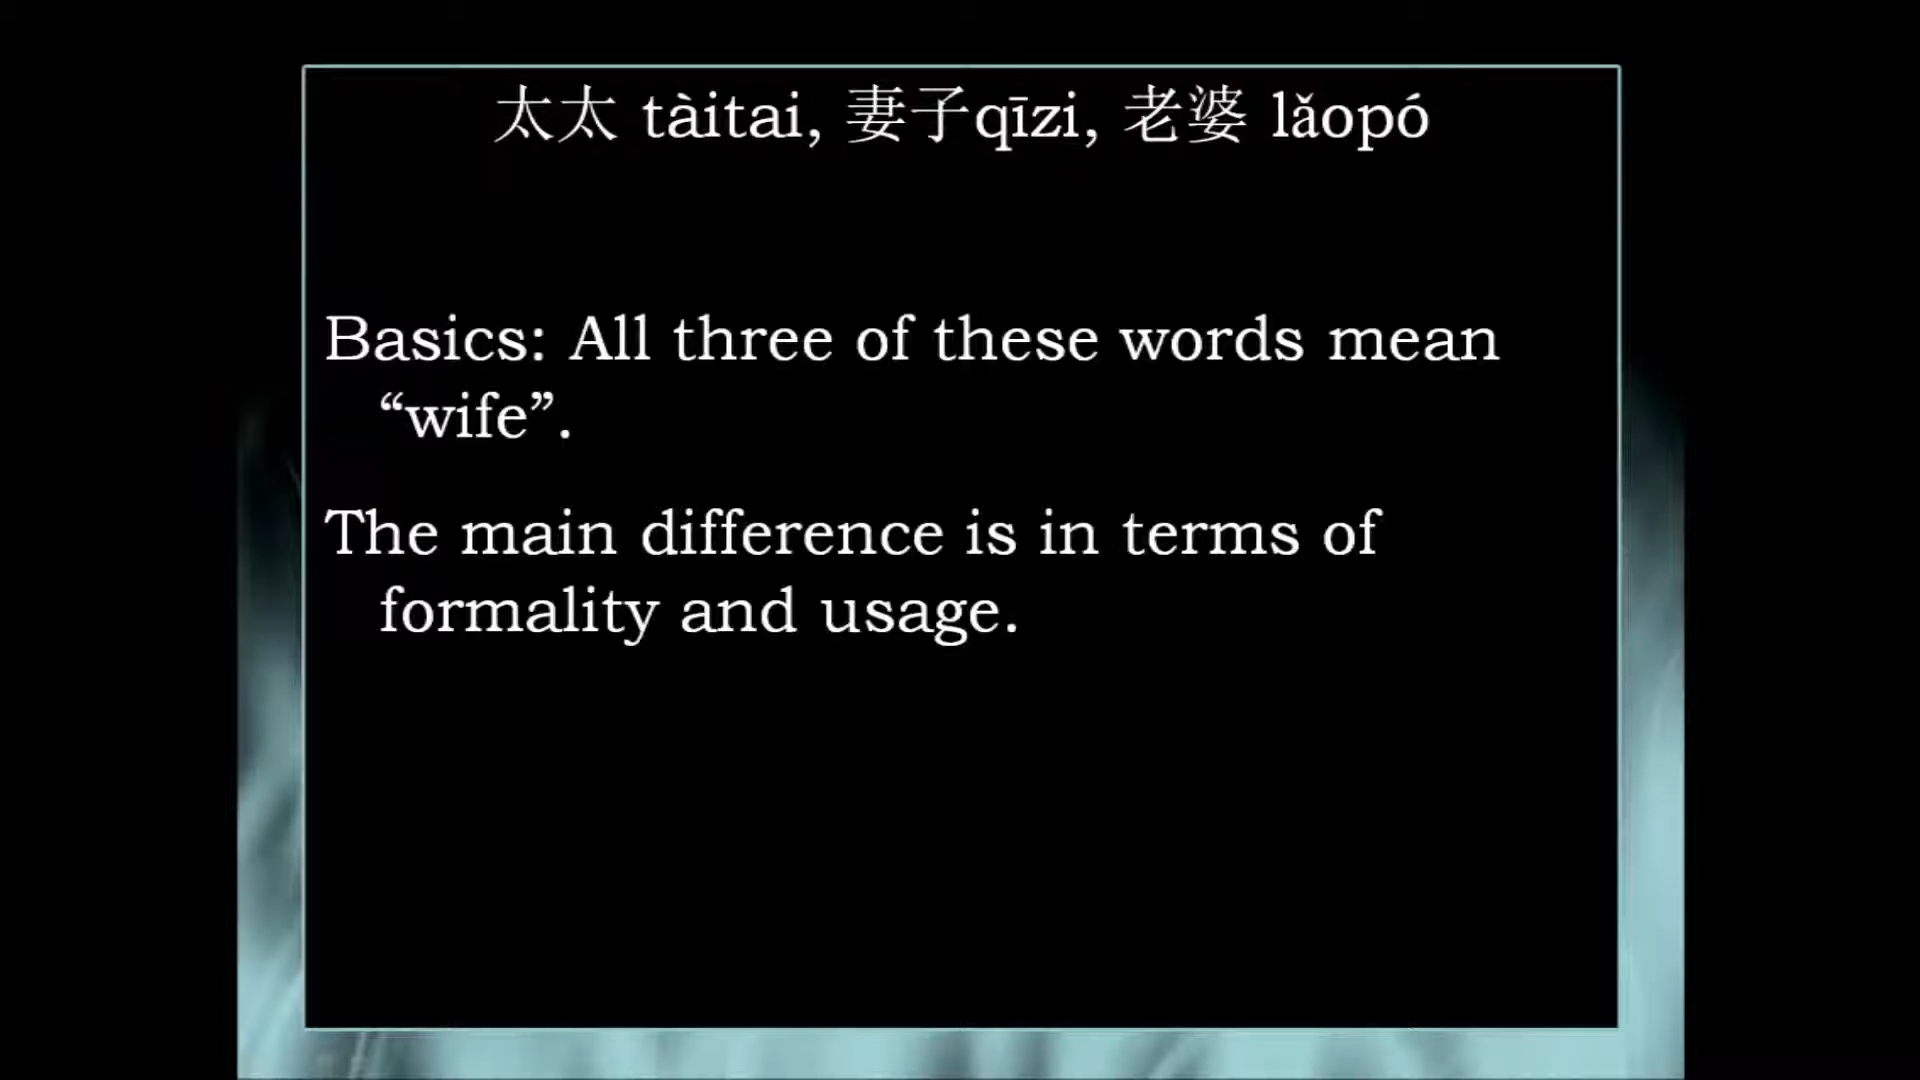 太太 tàitai, 妻子qīzi, 老婆 lǎopó
Basics: All three of these words mean
“wife”.
The main difference is in terms of
formality and usage.